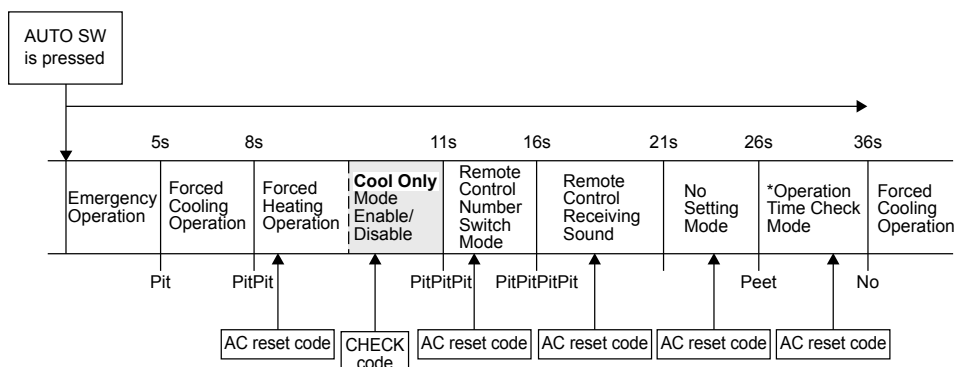 AUTO SW
is pressed
5s
8s
11s
16s
21s
26s
36s
Emergency
Operation
Forced
Cooling
Operation
Forced
Heating
Operation
Cool Only
Mode
Enable/
Disable
Remote
Control
Number
Switch
Mode
Remote
Control
Receiving
Sound
No
Setting
Mode
*Operation
Time Check
Mode
Forced
Cooling
Operation
Pit
PitPit
PitPitPit
PitPitPitPit
Peet
No
AC reset code
CHECK
code
AC reset code
AC reset code
AC reset code
AC reset code